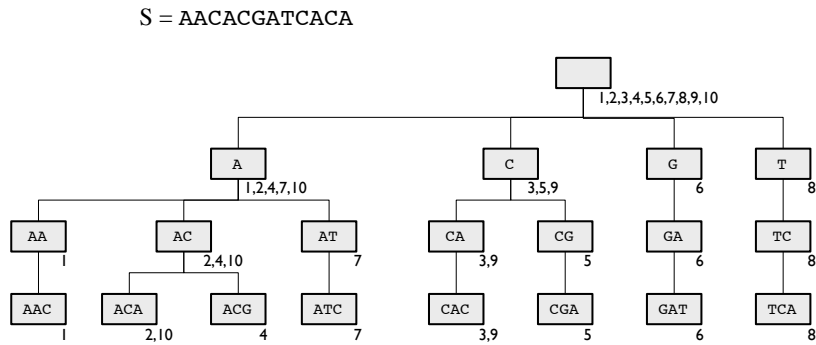 S = AACACGATCACA
1,2,3,4,5,6,7,8,9,10
A C G T
1,2,4,7,10 3,5,9 6 8
AA AC AT CA CG GA TC
1 2,4,10 7 3,9 5 6 8
AAC ACA ACG ATC CAC CGA GAT TCA
1 2,10 4 7 3,9 5 6 8